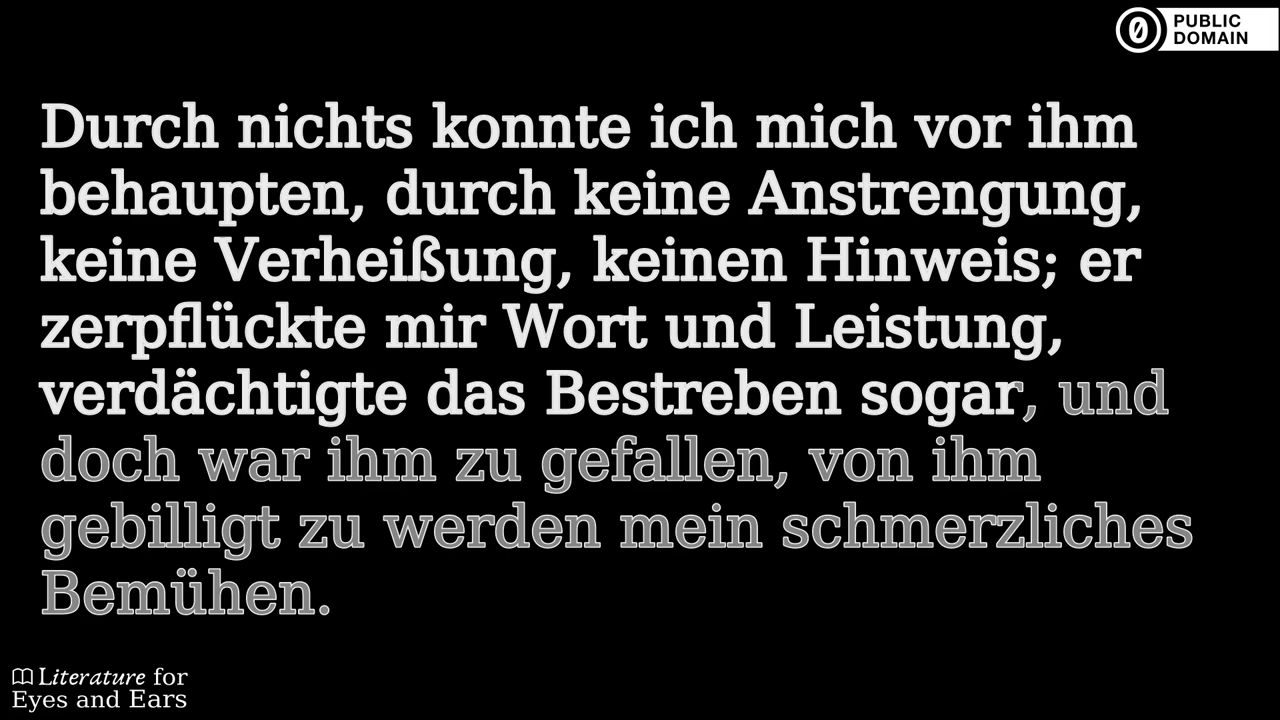 PUBLIC
DOMAIN
Durch nichts konnte ich mich vor ihm
behaupten, durch keine Anstrengung,
keine Verheißung, keinen Hinweis; er
zerpflückte mir Wort und Leistung,
verdächtigte das Bestreben sogar, und
doch war ihm zu gefallen, von ihm
gebilligt zu werden mein schmerzliches
Bemühen.
Literature for
Eyes and Ears